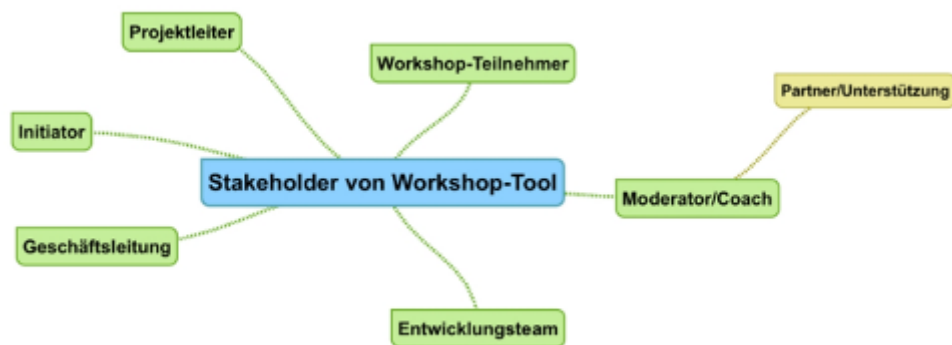 Projektleiter
Workshop-Teilnehmer
Partner/Unterstützung
Initiator
Stakeholder von Workshop-Tool
Moderator/Coach
Geschäftsleitung
Entwicklungsteam